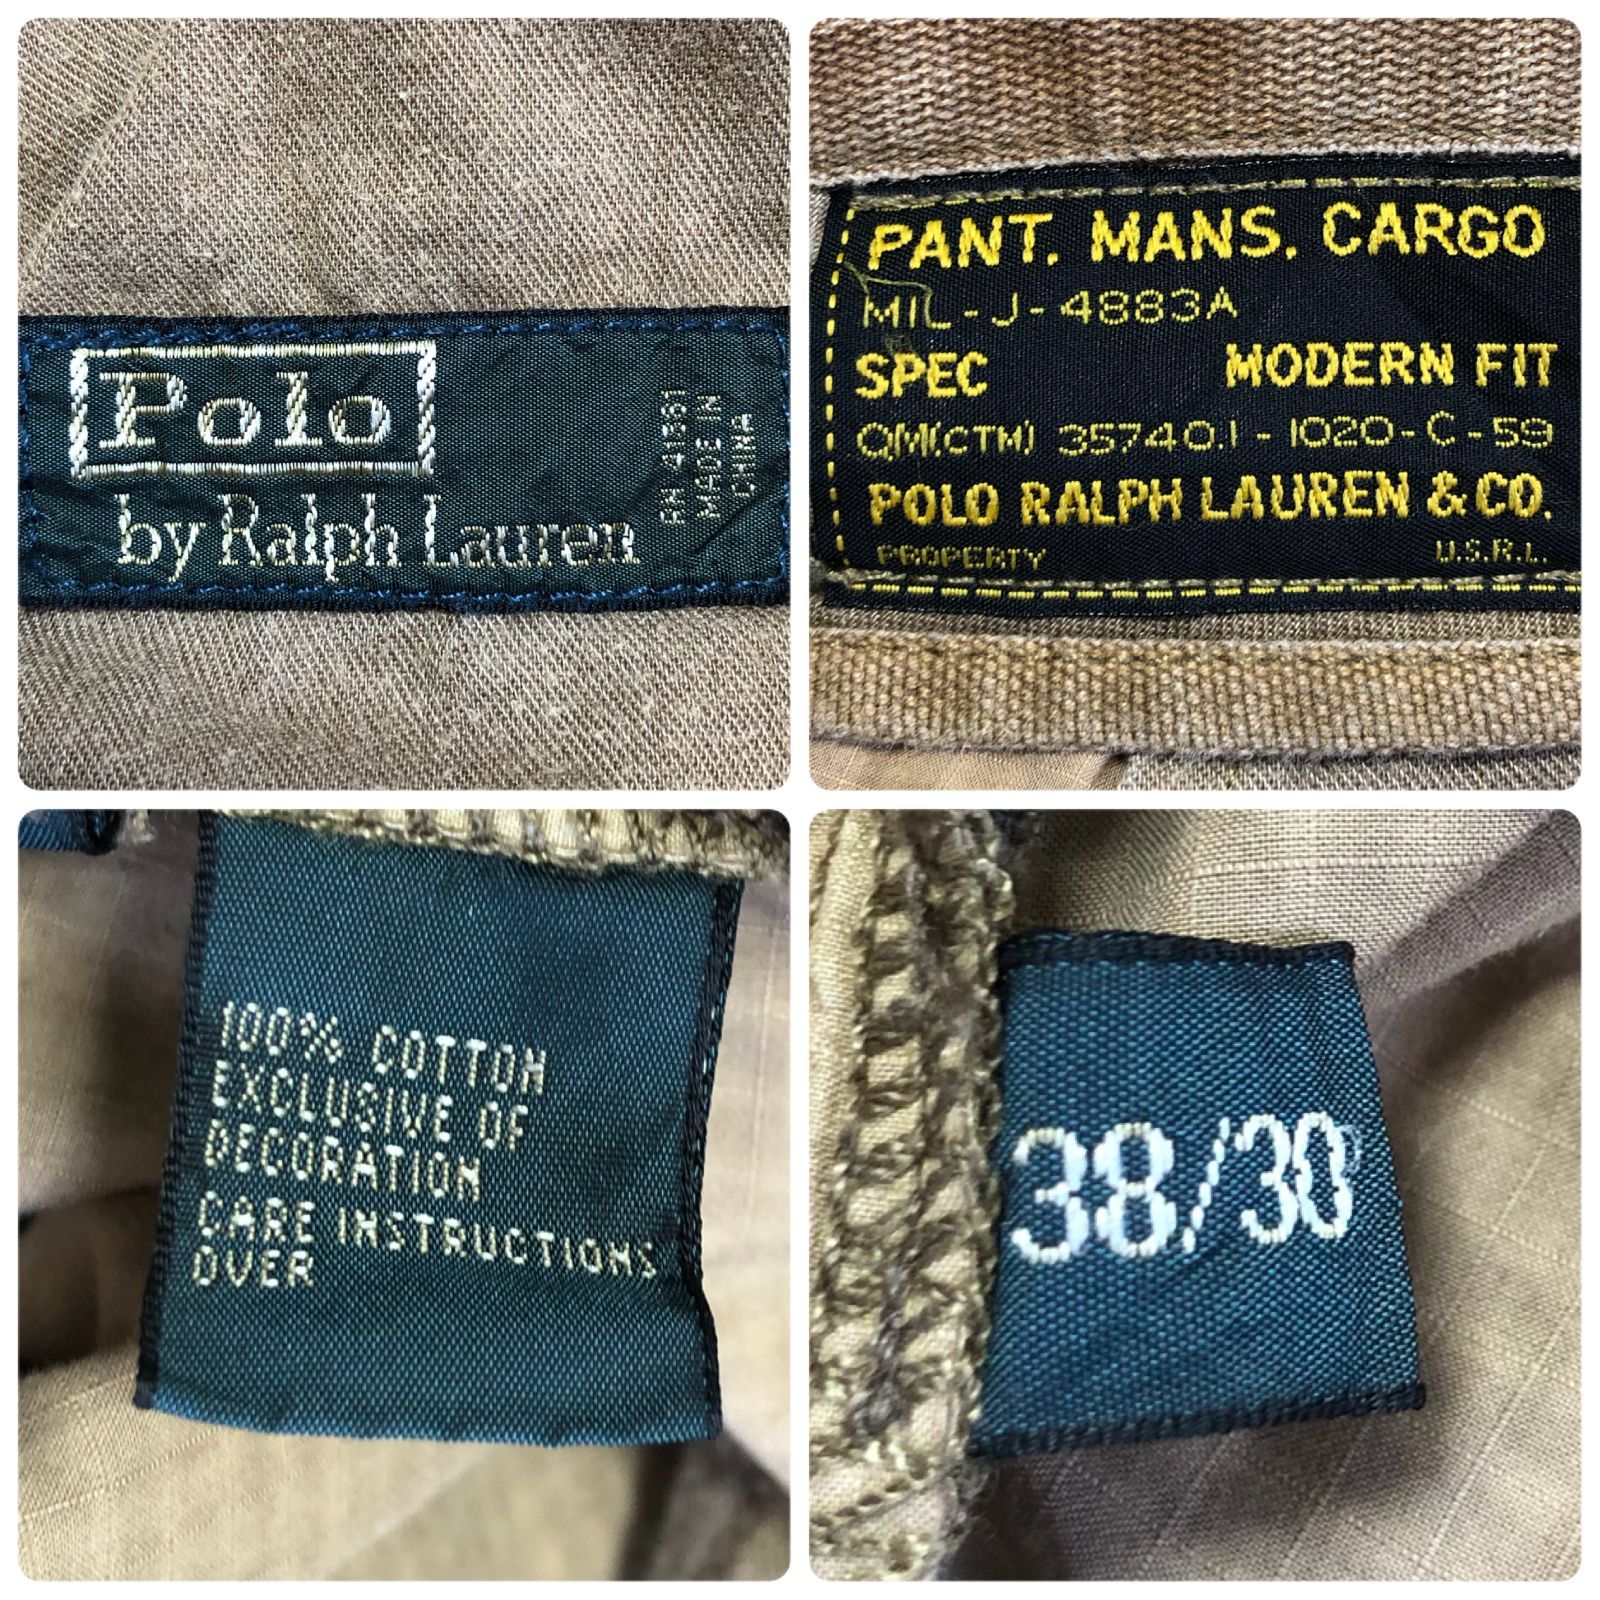 Polo
by Ralph Lauren
RN 41381
MADE IN
CHINA
PANT. MANS. CARGO
MIL-J-4883A
SPEC MODERN FIT
QM(CTM) 35740.1-1020-C-59
POLO RALPH LAUREN & CO.
PROPERTY U.S.R.L.
100% COTTON
EXCLUSIVE OF
DECORATION
CARE INSTRUCTIONS
OVER
38/30